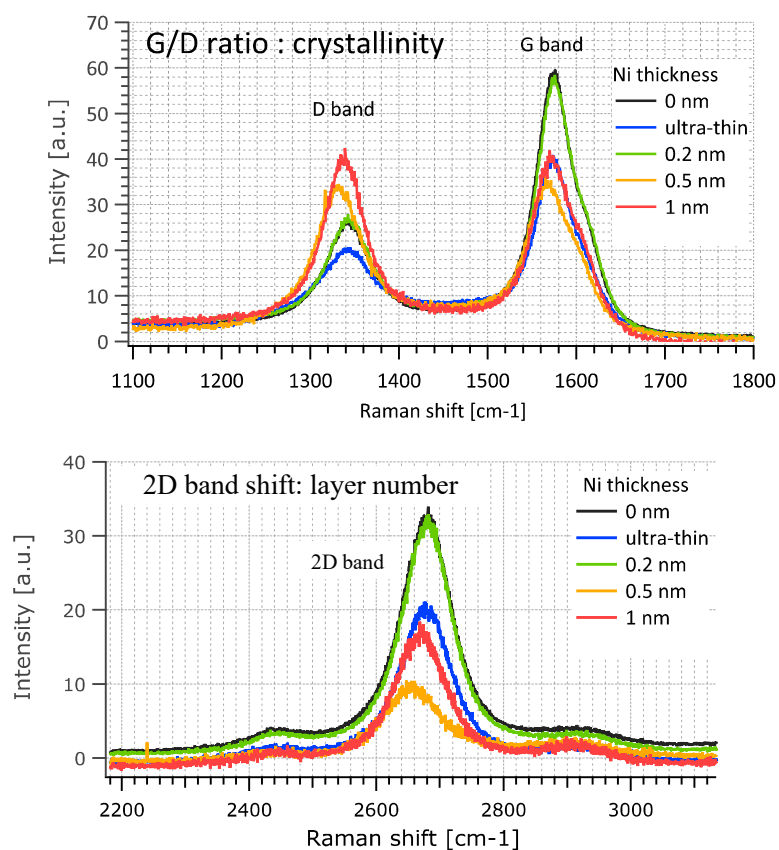 G/D ratio : crystallinity
G band
D band
Ni thickness
0 nm
ultra-thin
0.2 nm
0.5 nm
1 nm
Intensity [a.u.]
70
60
50
40
30
20
10
0
1100 1200 1300 1400 1500 1600 1700 1800
Raman shift [cm-1]
2D band shift: layer number
2D band
Ni thickness
0 nm
ultra-thin
0.2 nm
0.5 nm
1 nm
Intensity [a.u.]
40
30
20
10
0
2200 2400 2600 2800 3000
Raman shift [cm-1]